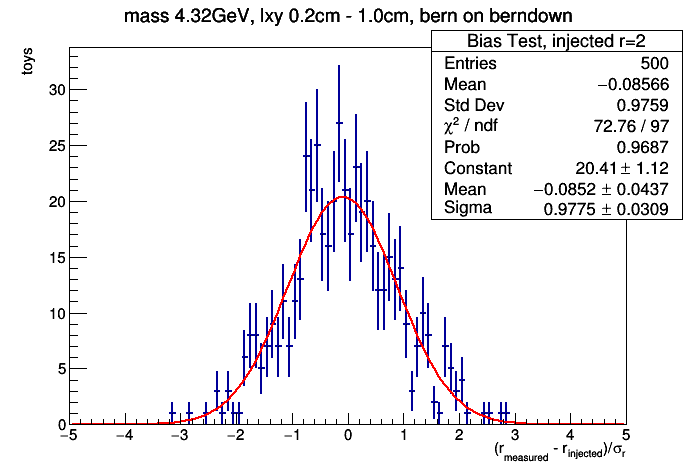 mass 4.32GeV, lxy 0.2cm - 1.0cm, bern on berndown
Bias Test, injected r=2
Entries 500
Mean −0.08566
Std Dev 0.9759
χ² / ndf 72.76 / 97
Prob 0.9687
Constant 20.41 ± 1.12
Mean −0.0852 ± 0.0437
Sigma 0.9775 ± 0.0309
toys
30
25
20
15
10
5
0
−5 −4 −3 −2 −1 0 1 2 3 4 5
(r_measured - r_injected)/σ_r